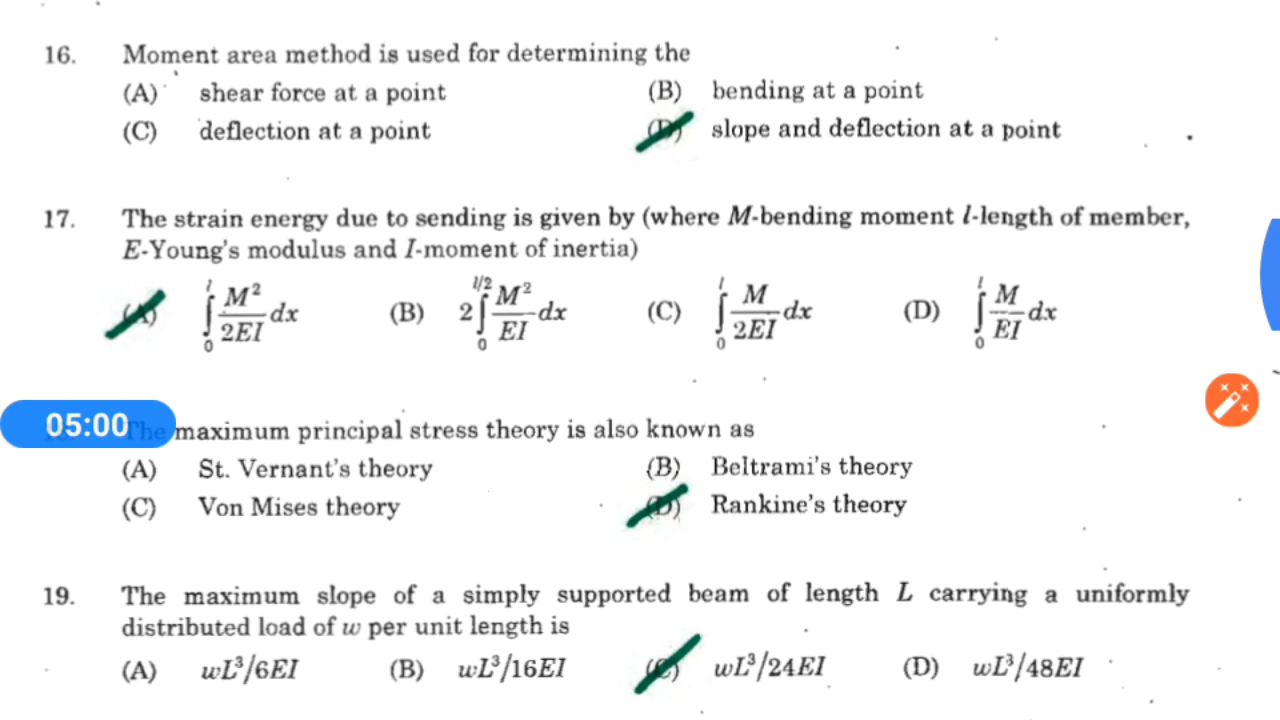 16. Moment area method is used for determining the
(A) shear force at a point (B) bending at a point
(C) deflection at a point (D) slope and deflection at a point
17. The strain energy due to sending is given by (where M-bending moment l-length of member,
E-Young's modulus and I-moment of inertia)
(A) ∫₀ˡ M²/2EI dx (B) 2∫₀^(l/2) M²/EI dx (C) ∫₀ˡ M/2EI dx (D) ∫₀ˡ M/EI dx
05:00 The maximum principal stress theory is also known as
(A) St. Vernant's theory (B) Beltrami's theory
(C) Von Mises theory (D) Rankine's theory
19. The maximum slope of a simply supported beam of length L carrying a uniformly
distributed load of w per unit length is
(A) wL³/6EI (B) wL³/16EI (C) wL³/24EI (D) wL³/48EI